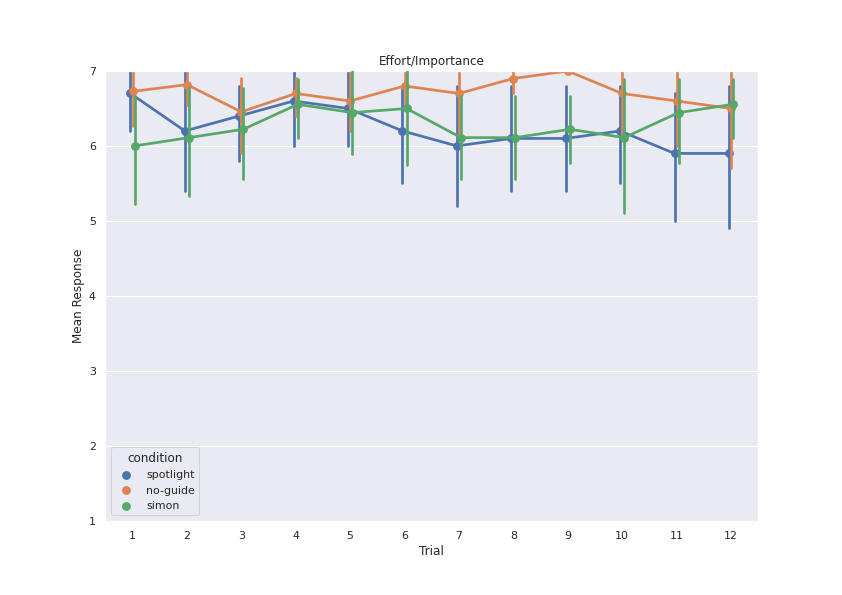 Effort/Importance
7
6
5
4
3
2
1
Mean Response
condition
spotlight
no-guide
simon
1 2 3 4 5 6 7 8 9 10 11 12
Trial